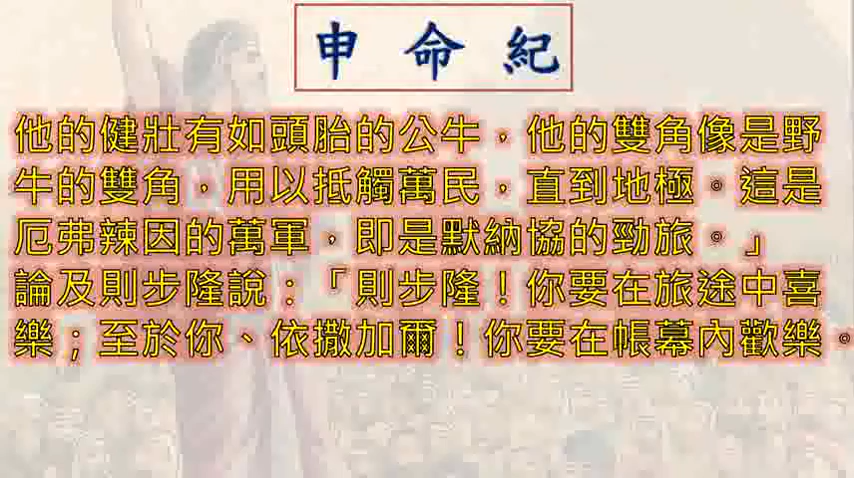 申命紀
他的健壯有如頭胎的公牛，他的雙角像是野
牛的雙角，用以抵觸萬民，直到地極。這是
厄弗辣因的萬軍，即是默納協的勁旅。」
論及則步隆說：「則步隆！你要在旅途中喜
樂；至於你、依撒加爾！你要在帳幕內歡樂。